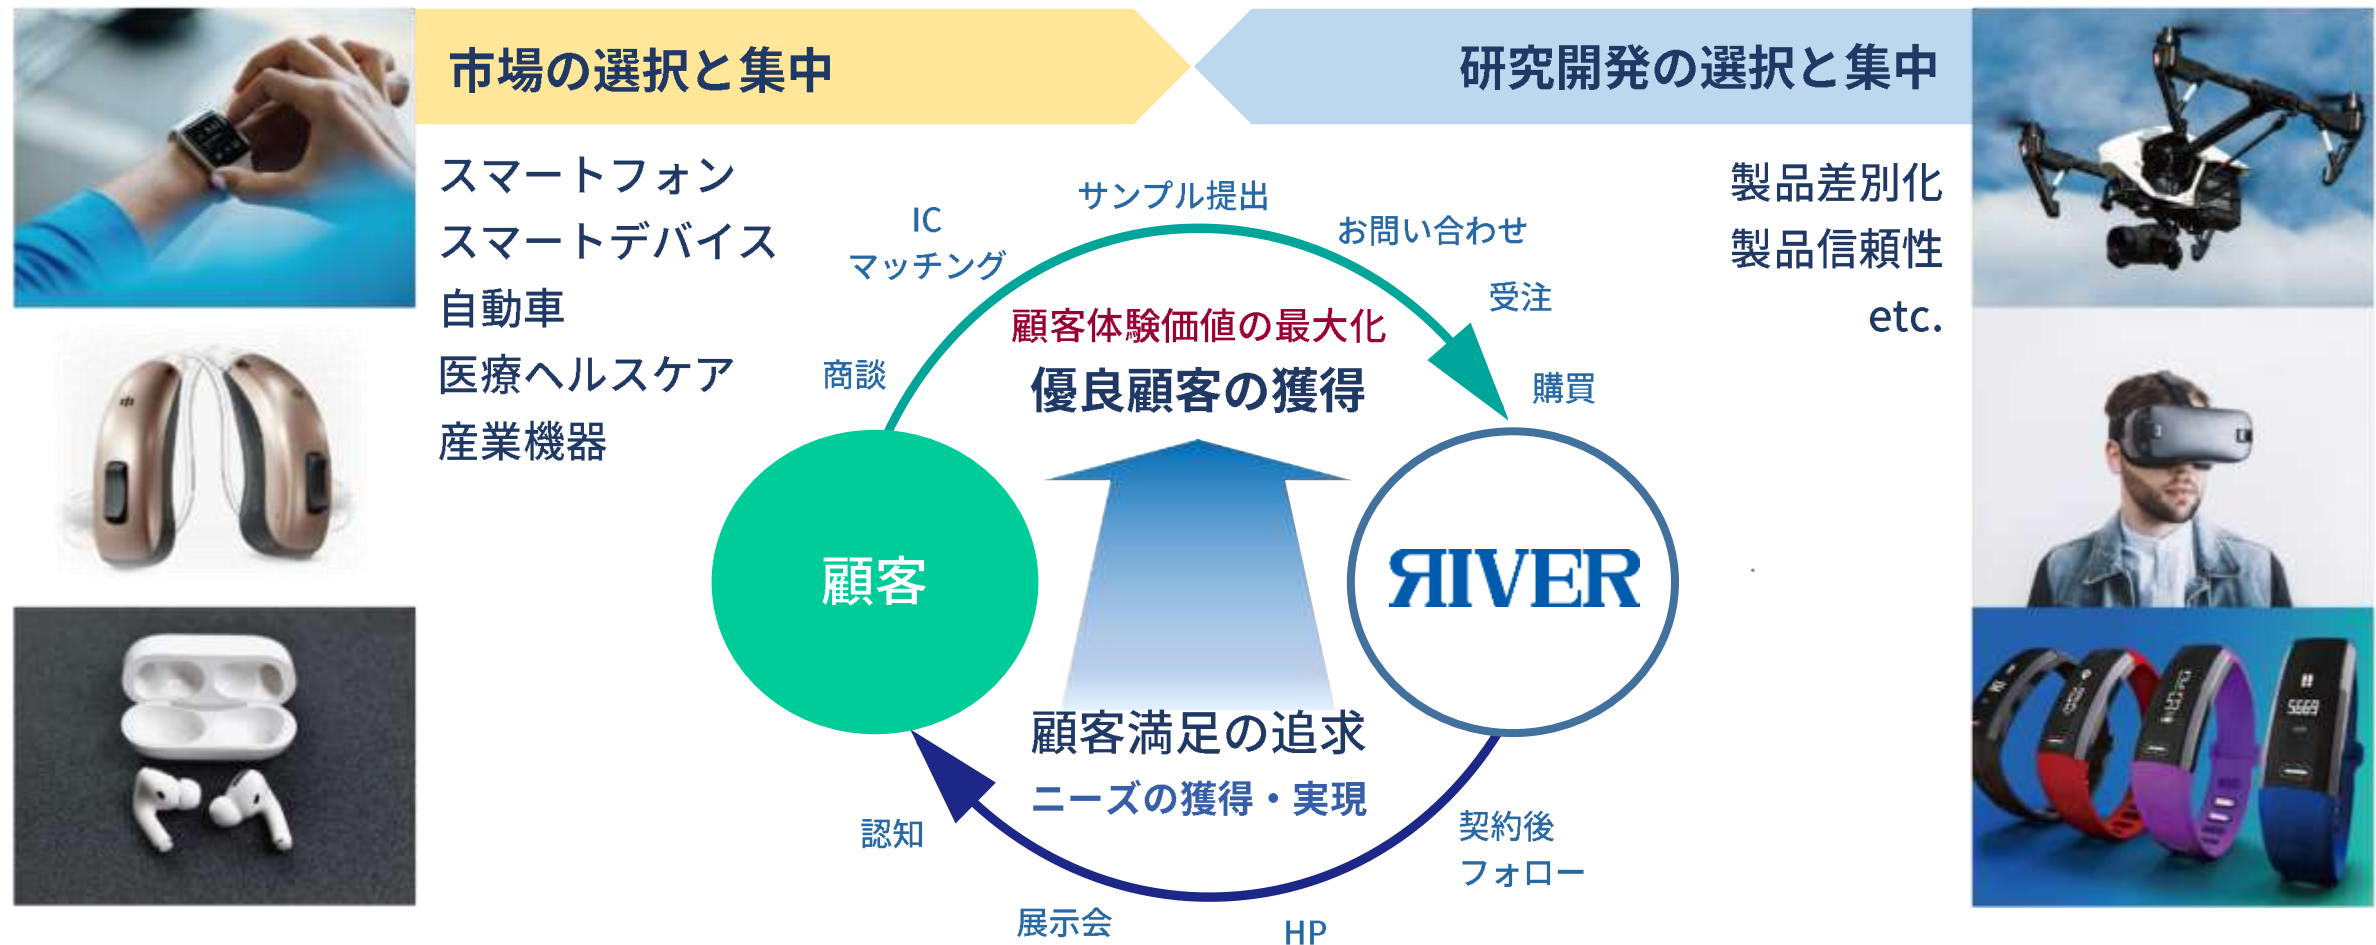 市場の選択と集中
研究開発の選択と集中
スマートフォン
スマートデバイス
自動車
医療ヘルスケア
産業機器
製品差別化
製品信頼性
etc.
商談
IC
マッチング
サンプル提出
お問い合わせ
受注
購買
顧客体験価値の最大化
優良顧客の獲得
顧客
RIVER
顧客満足の追求
ニーズの獲得・実現
契約後
フォロー
HP
展示会
認知